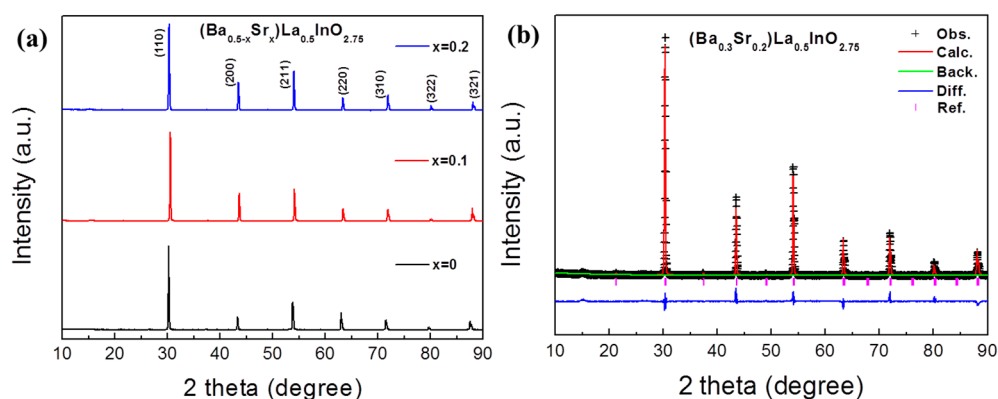 (a)
(Ba0.5-xSrx)La0.5InO2.75
x=0.2
(110)
(200)
(211)
(220)
(310)
(322)
(321)
x=0.1
x=0
Intensity (a.u.)
10 20 30 40 50 60 70 80 90
2 theta (degree)
(b)
(Ba0.3Sr0.2)La0.5InO2.75
Obs.
Calc.
Back.
Diff.
Ref.
Intensity (a.u.)
10 20 30 40 50 60 70 80 90
2 theta (degree)